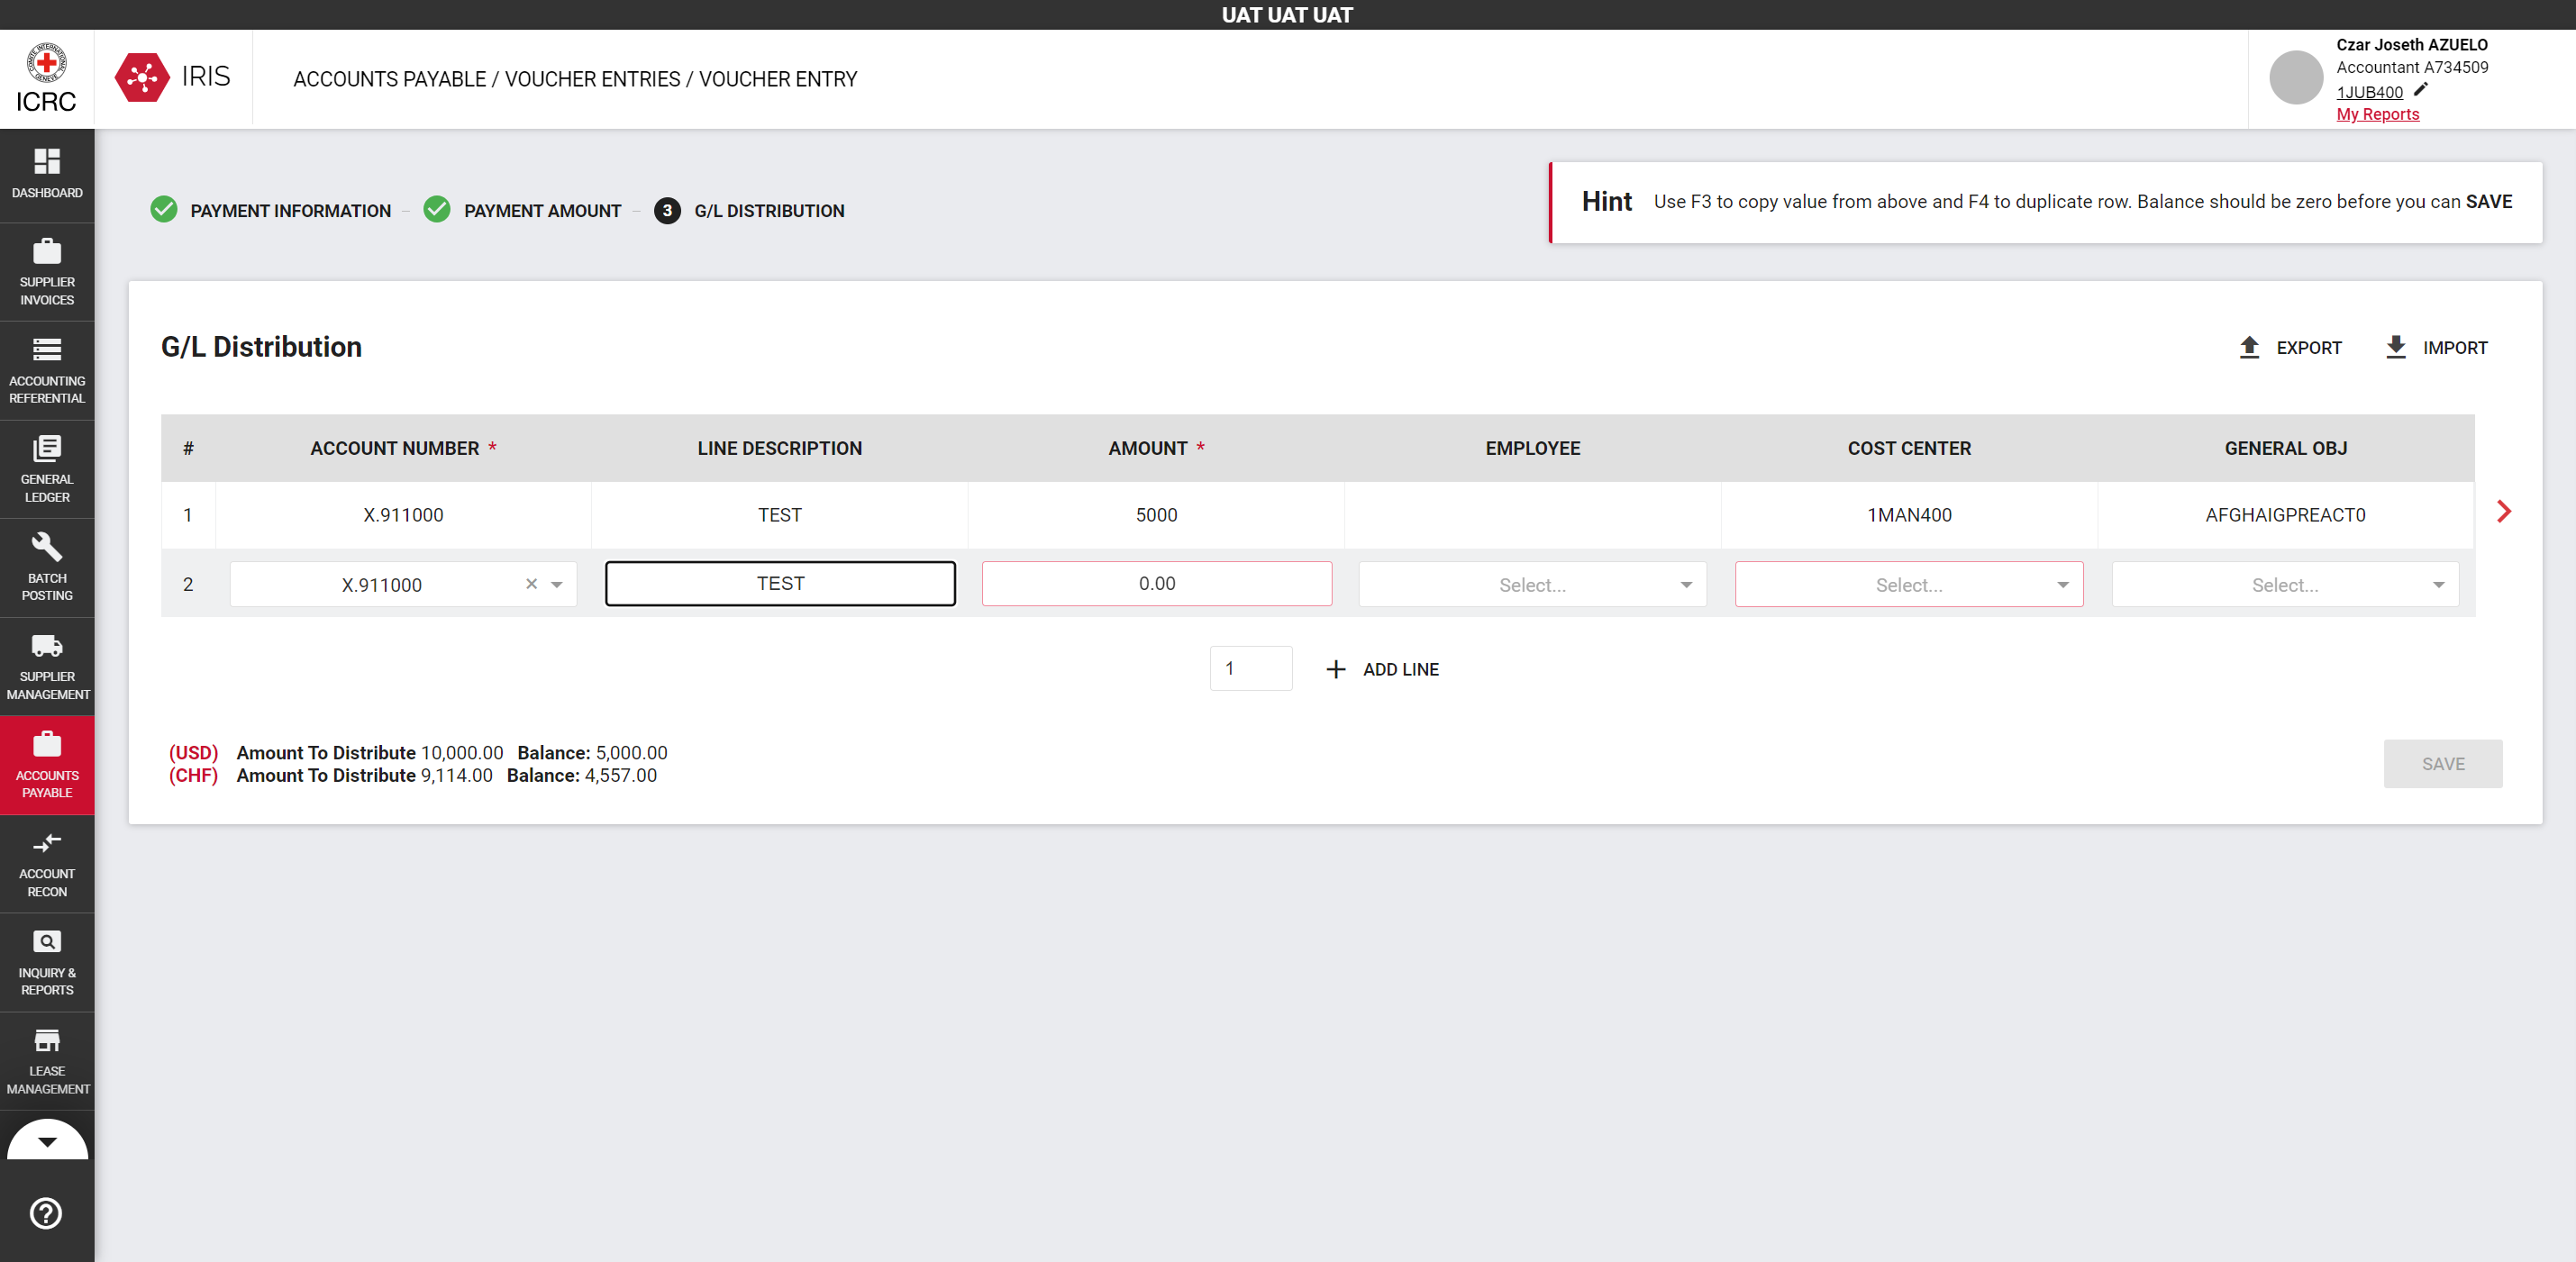 UAT UAT UAT
ICRC
IRIS
ACCOUNTS PAYABLE / VOUCHER ENTRIES / VOUCHER ENTRY
Czar Joseth AZUELO
Accountant A734509
1JUB400
My Reports
DASHBOARD
SUPPLIER
INVOICES
ACCOUNTING
REFERENTIAL
GENERAL
LEDGER
BATCH
POSTING
SUPPLIER
MANAGEMENT
ACCOUNTS
PAYABLE
ACCOUNT
RECON
INQUIRY &
REPORTS
LEASE
MANAGEMENT
PAYMENT INFORMATION – PAYMENT AMOUNT – 3 G/L DISTRIBUTION
Hint Use F3 to copy value from above and F4 to duplicate row. Balance should be zero before you can SAVE
G/L Distribution
EXPORT IMPORT
# ACCOUNT NUMBER * LINE DESCRIPTION AMOUNT * EMPLOYEE COST CENTER GENERAL OBJ
1 X.911000 TEST 5000 1MAN400 AFGHAIGPREACT0
2 X.911000 × TEST 0.00 Select... Select... Select...
1 + ADD LINE
(USD) Amount To Distribute 10,000.00 Balance: 5,000.00
(CHF) Amount To Distribute 9,114.00 Balance: 4,557.00
SAVE